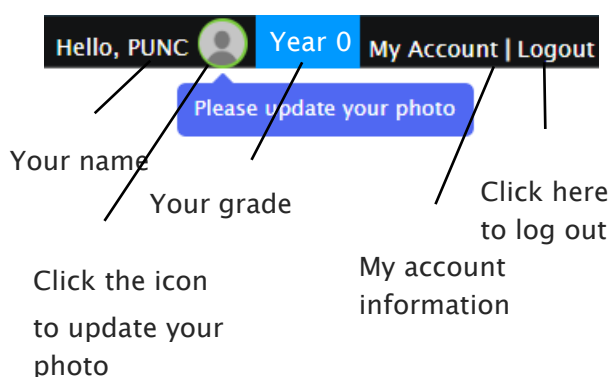 Hello, PUNC Year 0 My Account | Logout
Please update your photo
Your name
Your grade
Click here
to log out
My account
information
Click the icon
to update your
photo